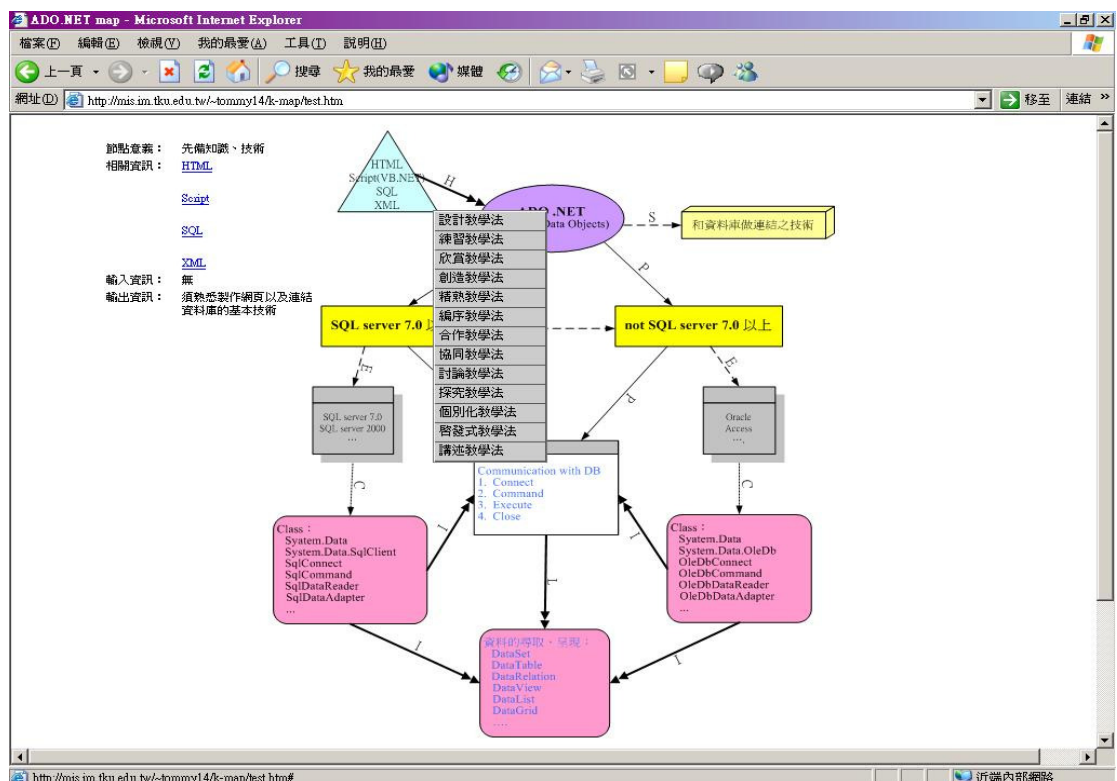 ADO.NET map - Microsoft Internet Explorer
檔案(F) 編輯(E) 檢視(V) 我的最愛(A) 工具(T) 說明(H)
上一頁 搜尋 我的最愛 媒體
網址(D) http://mis.im.tku.edu.tw/~tommy14/k-map/test.htm 移至 連結 »
節點意義： 先備知識、技術
相關資訊： HTML
Script
SQL
XML
輸入資訊： 無
輸出資訊： 須熟悉製作網頁以及連結
資料庫的基本技術
HTML
Script(VB.NET)
SQL
XML
H
ADO .NET
Data Objects)
S
和資料庫做連結之技術
P
設計教學法
練習教學法
欣賞教學法
創造教學法
精熟教學法
編序教學法
合作教學法
協同教學法
討論教學法
探究教學法
個別化教學法
啓發式教學法
講述教學法
SQL server 7.0 以
not SQL server 7.0 以上
E
E
P
SQL server 7.0
SQL server 2000
...
Oracle
Access
...,
C
C
Communication with DB
1. Connect
2. Command
3. Execute
4. Close
I
I
Class：
Syatem.Data
System.Data.SqlClient
SqlConnect
SqlCommand
SqlDataReader
SqlDataAdapter
...
Class：
Syatem.Data
System.Data.OleDb
OleDbConnect
OleDbCommand
OleDbDataReader
OleDbDataAdapter
...
L
I
I
資料的擷取、呈現：
DataSet
DataTable
DataRelation
DataView
DataList
DataGrid
....
http://mis.im.tku.edu.tw/~tommy14/k-map/test.htm# 近端內部網路